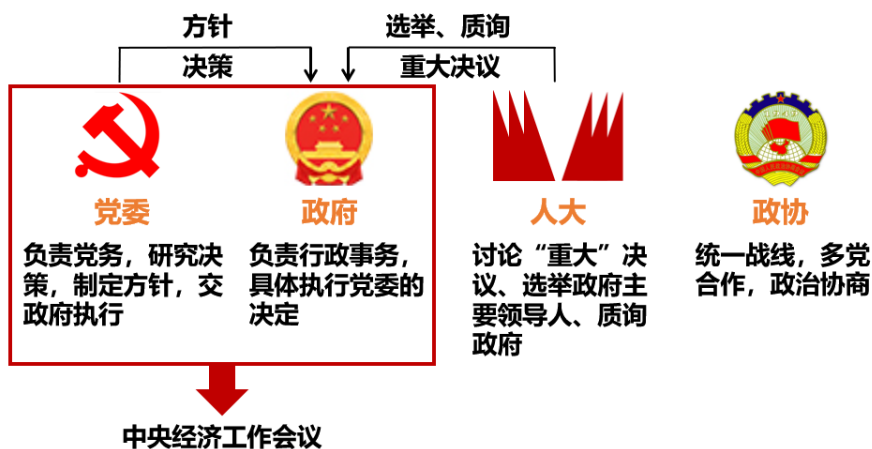 方针
选举、质询
决策
重大决议
党委
政府
人大
政协
负责党务，研究决
策，制定方针，交
政府执行
负责行政事务，
具体执行党委的
决定
讨论“重大”决
议、选举政府主
要领导人、质询
政府
统一战线，多党
合作，政治协商
中央经济工作会议